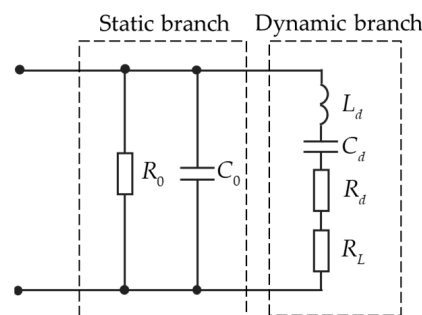 Static branch Dynamic branch
L_d
C_d
R_0 C_0 R_d
R_L